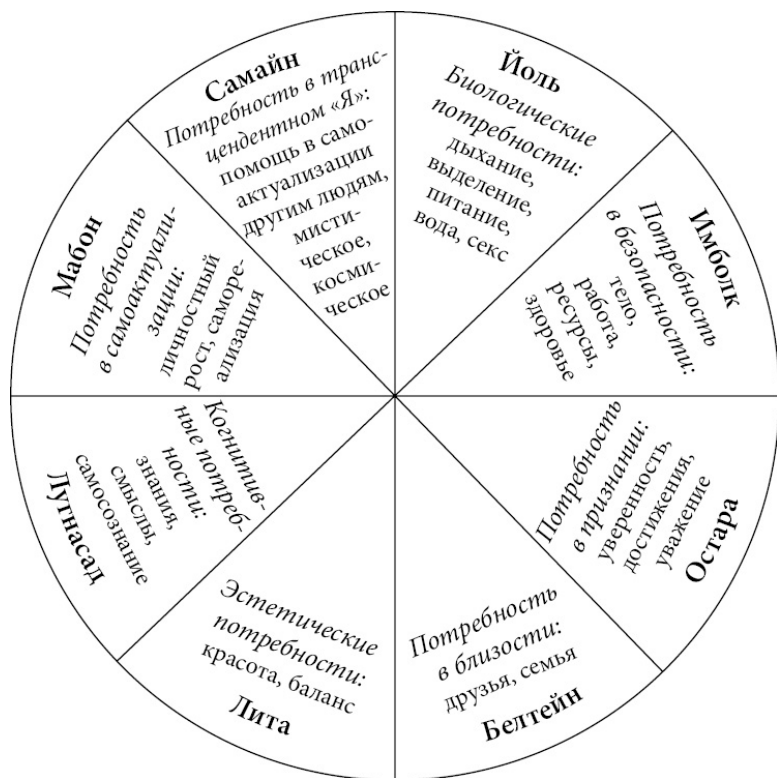 Йоль
Биологические
потребности:
дыхание,
выделение,
питание,
вода, секс
Имболк
Потребность
в безопасности:
тело,
работа,
ресурсы,
здоровье
Остара
Потребность
в признании:
уверенность,
достижения,
уважение
Потребность
в близости:
друзья, семья
Белтейн
Эстетические
потребности:
красота, баланс
Лита
Когнитив-
ные потреб-
ности:
знания,
смыслы,
самосознание
Лугнасад
Мабон
Потребность
в самоактуали-
зации:
личностный
рост, саморе-
ализация
Самайн
Потребность в транс-
цендентном «Я»:
помощь в само-
актуализации
другим людям,
мисти-
ческое,
косми-
ческое